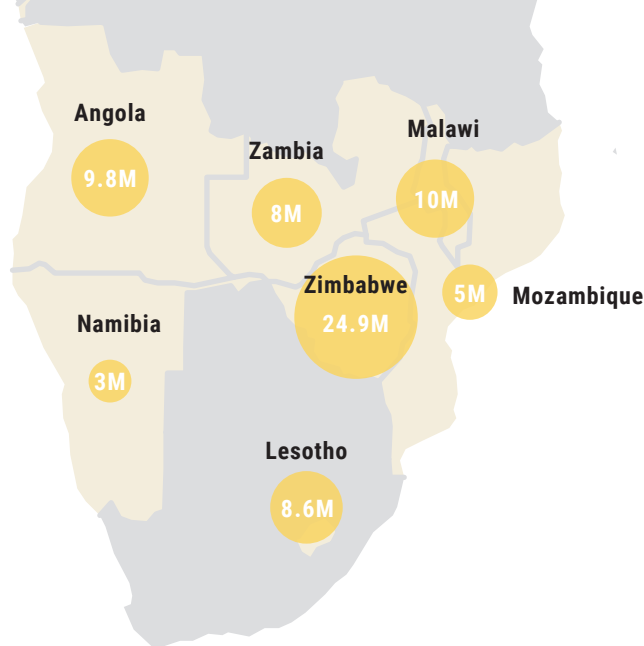 Angola
9.8M
Zambia
8M
Malawi
10M
Zimbabwe
24.9M
5M
Mozambique
Namibia
3M
Lesotho
8.6M